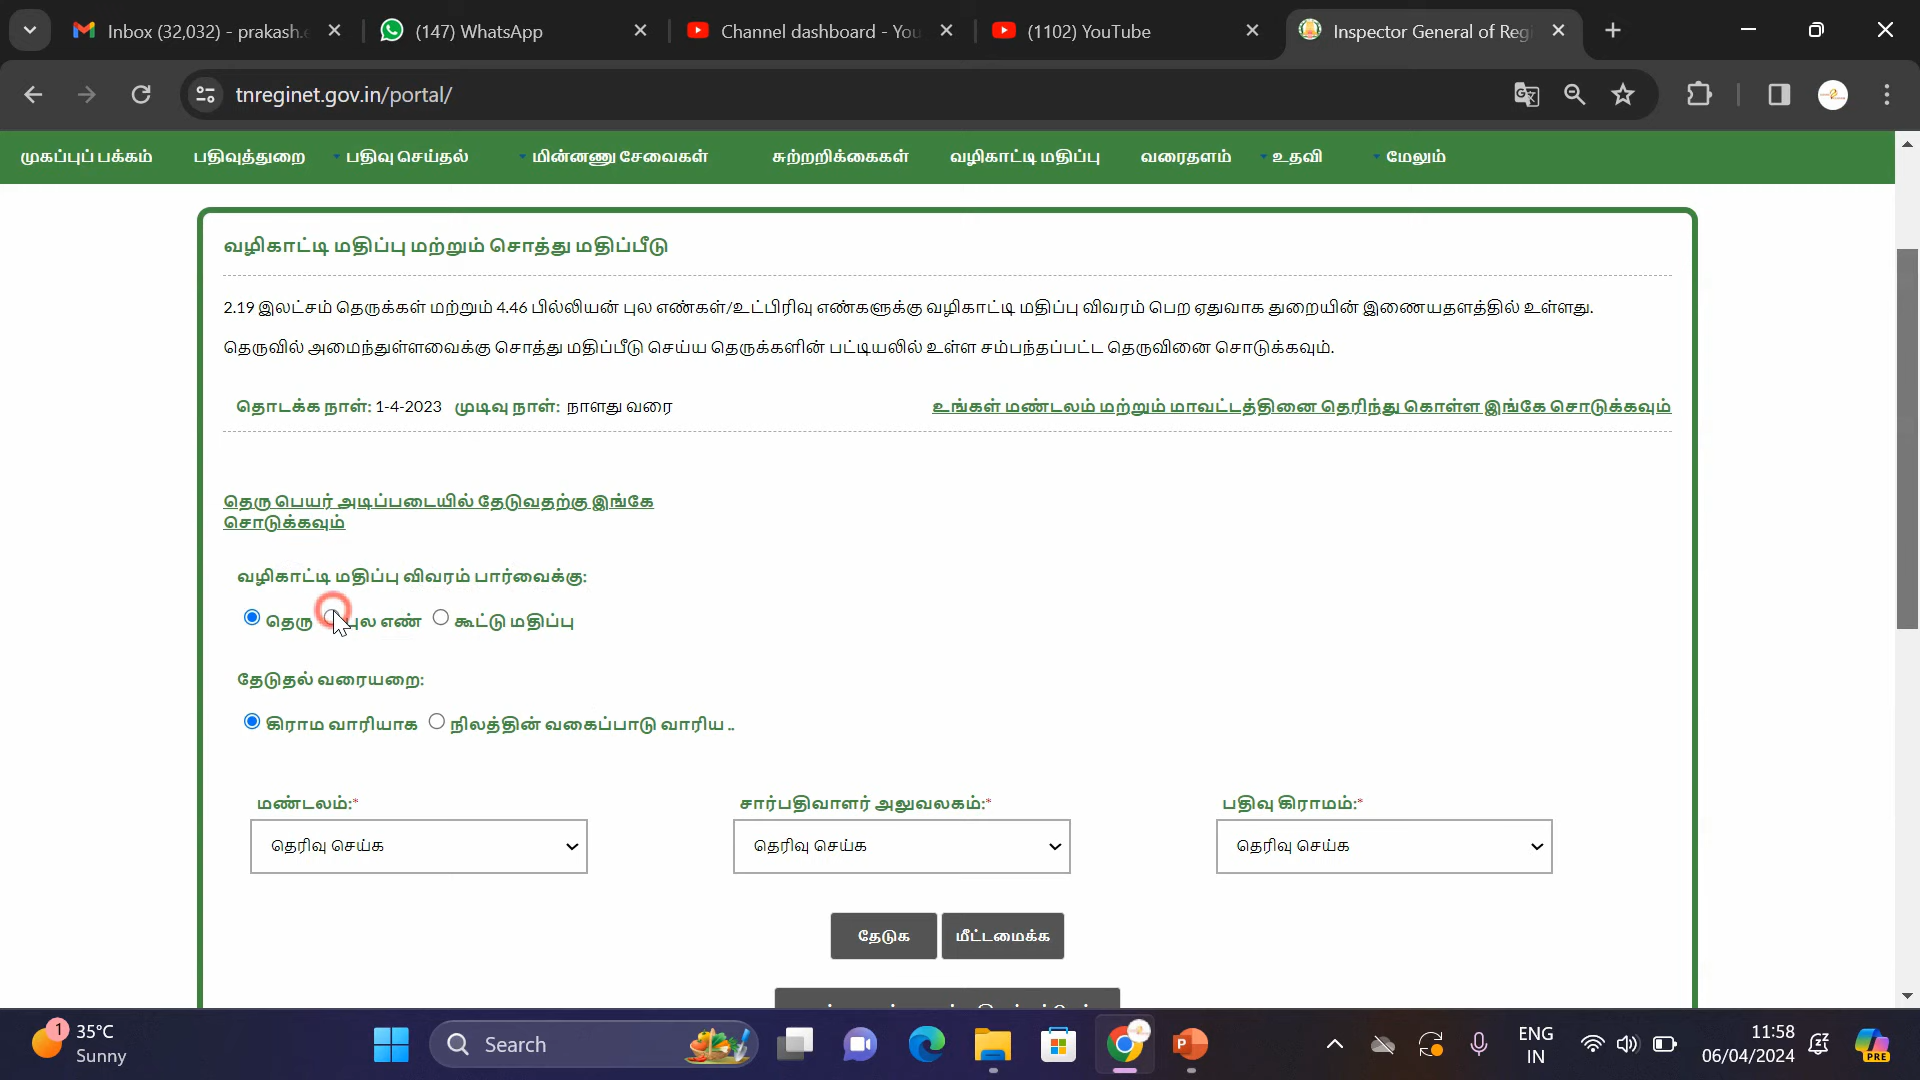 Inbox (32,032) - prakash.e
(147) WhatsApp
Channel dashboard - You
(1102) YouTube
Inspector General of Regi
tnreginet.gov.in/portal/
முகப்புப் பக்கம் பதிவுத்துறை பதிவு செய்தல் மின்னணு சேவைகள் சுற்றறிக்கைகள் வழிகாட்டி மதிப்பு வரைதளம் உதவி மேலும்
வழிகாட்டி மதிப்பு மற்றும் சொத்து மதிப்பீடு
2.19 இலட்சம் தெருக்கள் மற்றும் 4.46 பில்லியன் புல எண்கள்/உட்பிரிவு எண்களுக்கு வழிகாட்டி மதிப்பு விவரம் பெற ஏதுவாக துறையின் இணையதளத்தில் உள்ளது.
தெருவில் அமைந்துள்ளவைக்கு சொத்து மதிப்பீடு செய்ய தெருக்களின் பட்டியலில் உள்ள சம்பந்தப்பட்ட தெருவினை சொடுக்கவும்.
தொடக்க நாள்: 1-4-2023 முடிவு நாள்: நாளது வரை
உங்கள் மண்டலம் மற்றும் மாவட்டத்தினை தெரிந்து கொள்ள இங்கே சொடுக்கவும்
தெரு பெயர் அடிப்படையில் தேடுவதற்கு இங்கே
சொடுக்கவும்
வழிகாட்டி மதிப்பு விவரம் பார்வைக்கு:
தெரு புல எண் கூட்டு மதிப்பு
தேடுதல் வரையறை:
கிராம வாரியாக நிலத்தின் வகைப்பாடு வாரிய ..
மண்டலம்:* சார்பதிவாளர் அலுவலகம்:* பதிவு கிராமம்:*
தெரிவு செய்க தெரிவு செய்க தெரிவு செய்க
தேடுக மீட்டமைக்க
1
35°C
Sunny
Search
PRE
ENG
IN
11:58
06/04/2024